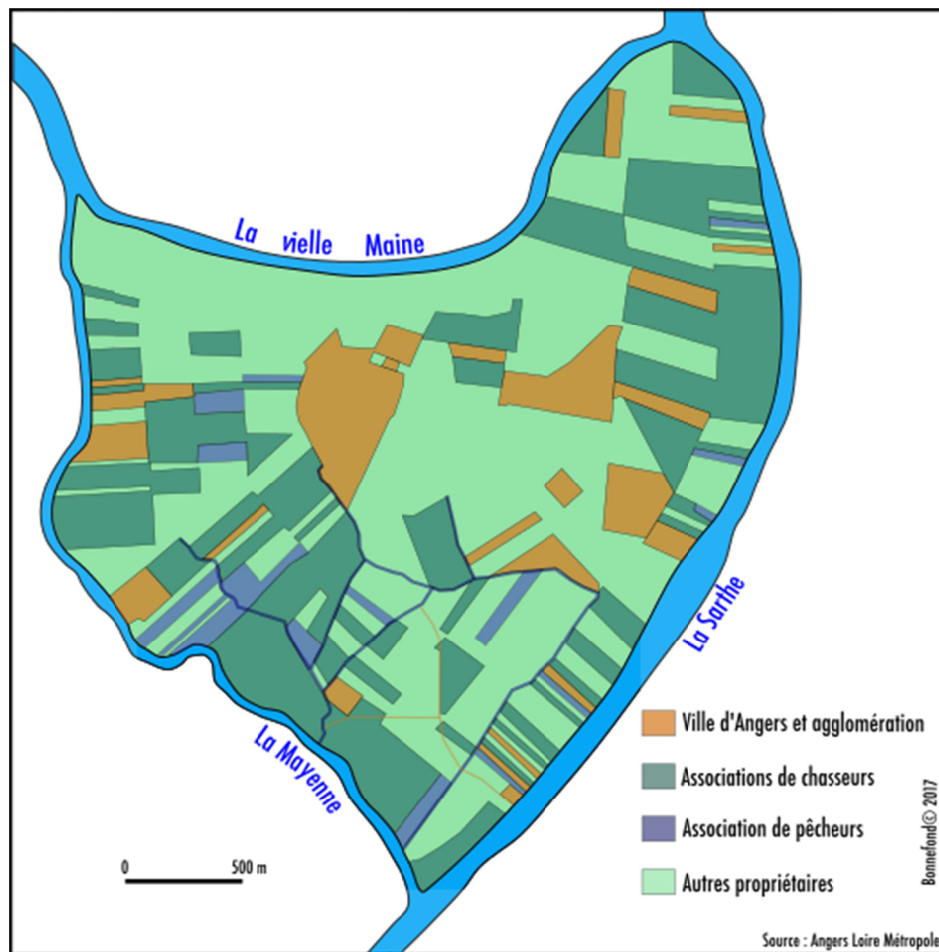 La vielle Maine
La Sarthe
La Mayenne
Ville d'Angers et agglomération
Associations de chasseurs
Association de pêcheurs
Autres propriétaires
0 500 m
Bonnefond© 2017
Source : Angers Loire Métropole